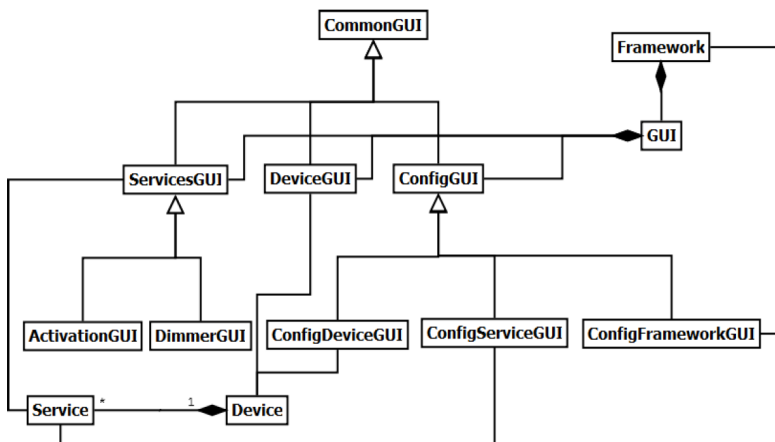 CommonGUI
Framework
GUI
ServicesGUI
DeviceGUI
ConfigGUI
ActivationGUI
DimmerGUI
ConfigDeviceGUI
ConfigServiceGUI
ConfigFrameworkGUI
Service
*
1
Device